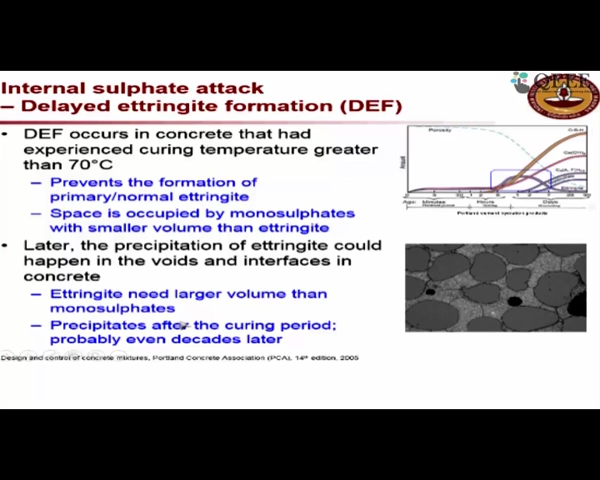 Internal sulphate attack
– Delayed ettringite formation (DEF)
• DEF occurs in concrete that had
experienced curing temperature greater
than 70°C
– Prevents the formation of
primary/normal ettringite
– Space is occupied by monosulphates
with smaller volume than ettringite
• Later, the precipitation of ettringite could
happen in the voids and interfaces in
concrete
– Ettringite need larger volume than
monosulphates
– Precipitates after the curing period;
probably even decades later
Design and control of concrete mixtures, Portland Concrete Association (PCA), 14th edition, 2005
Porosity
C-S-H
Amount
Age:
Minutes
Hours
Days